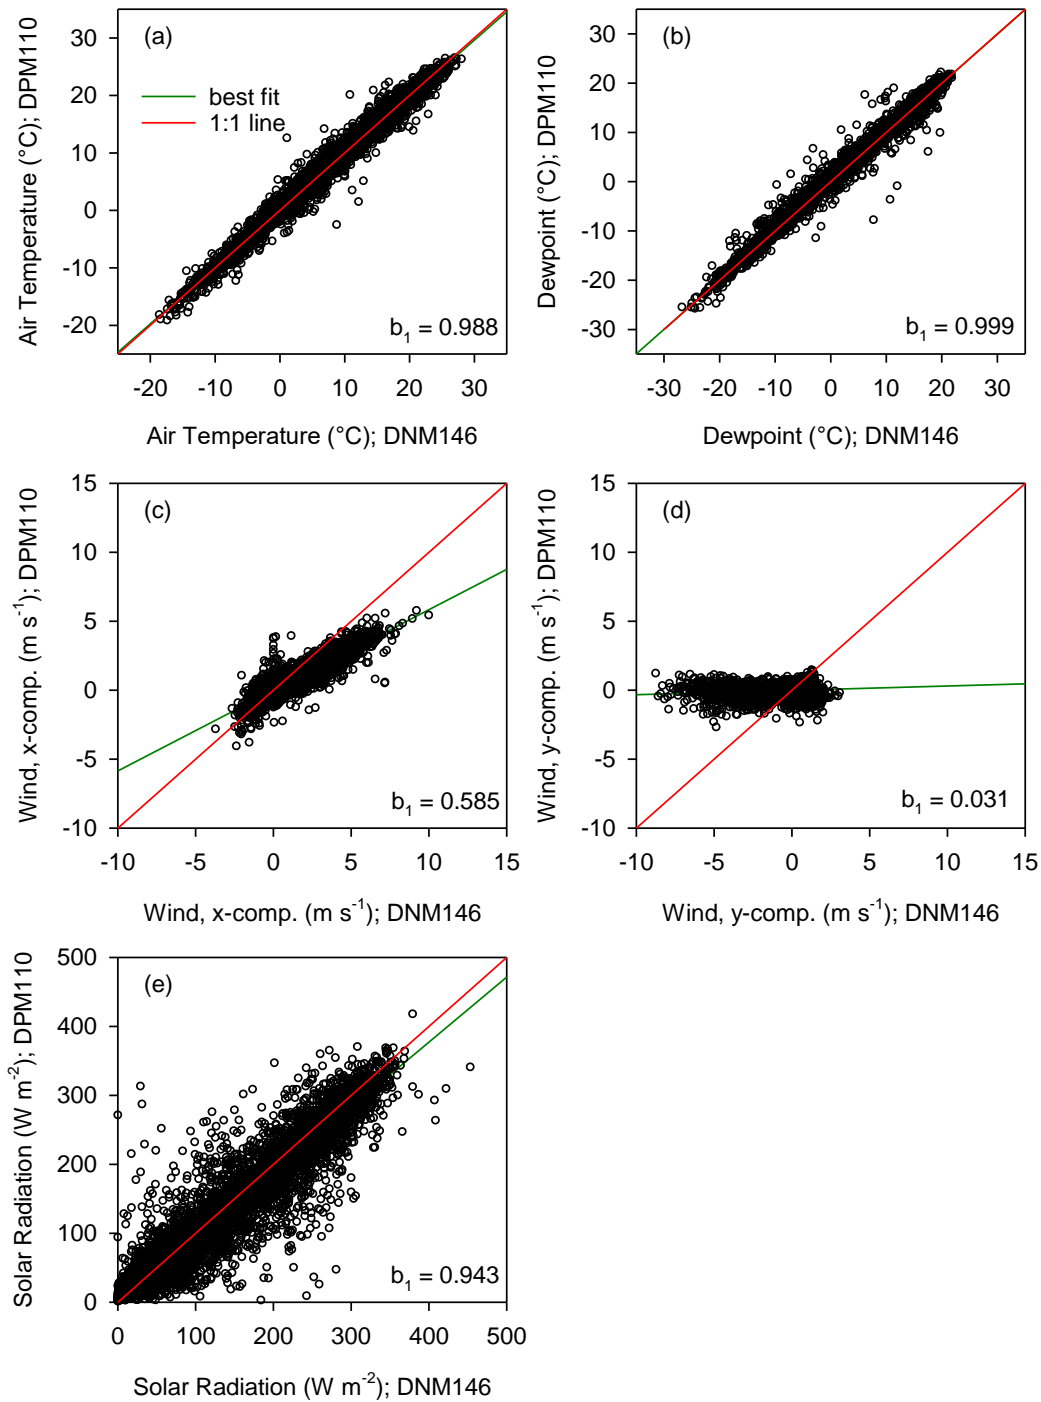 (a)
Air Temperature (°C); DPM110
30
20
10
0
-10
-20
best fit
1:1 line
b₁ = 0.988
-20 -10 0 10 20 30
Air Temperature (°C); DNM146
(b)
Dewpoint (°C); DPM110
30
20
10
0
-10
-20
-30
b₁ = 0.999
-30 -20 -10 0 10 20 30
Dewpoint (°C); DNM146
(c)
Wind, x-comp. (m s⁻¹); DPM110
15
10
5
0
-5
-10
b₁ = 0.585
-10 -5 0 5 10 15
Wind, x-comp. (m s⁻¹); DNM146
(d)
Wind, y-comp. (m s⁻¹); DPM110
15
10
5
0
-5
-10
b₁ = 0.031
-10 -5 0 5 10 15
Wind, y-comp. (m s⁻¹); DNM146
(e)
Solar Radiation (W m⁻²); DPM110
500
400
300
200
100
0
b₁ = 0.943
0 100 200 300 400 500
Solar Radiation (W m⁻²); DNM146